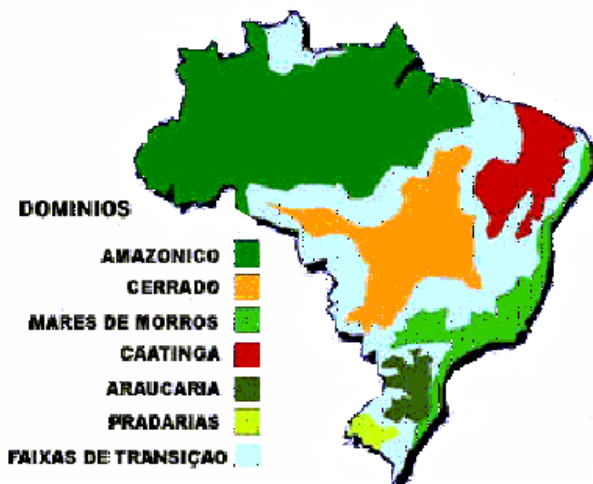 DOMINIOS
AMAZONICO
CERRADO
MARES DE MORROS
CAATINGA
ARAUCARIA
PRADARIAS
FAIXAS DE TRANSIÇAO